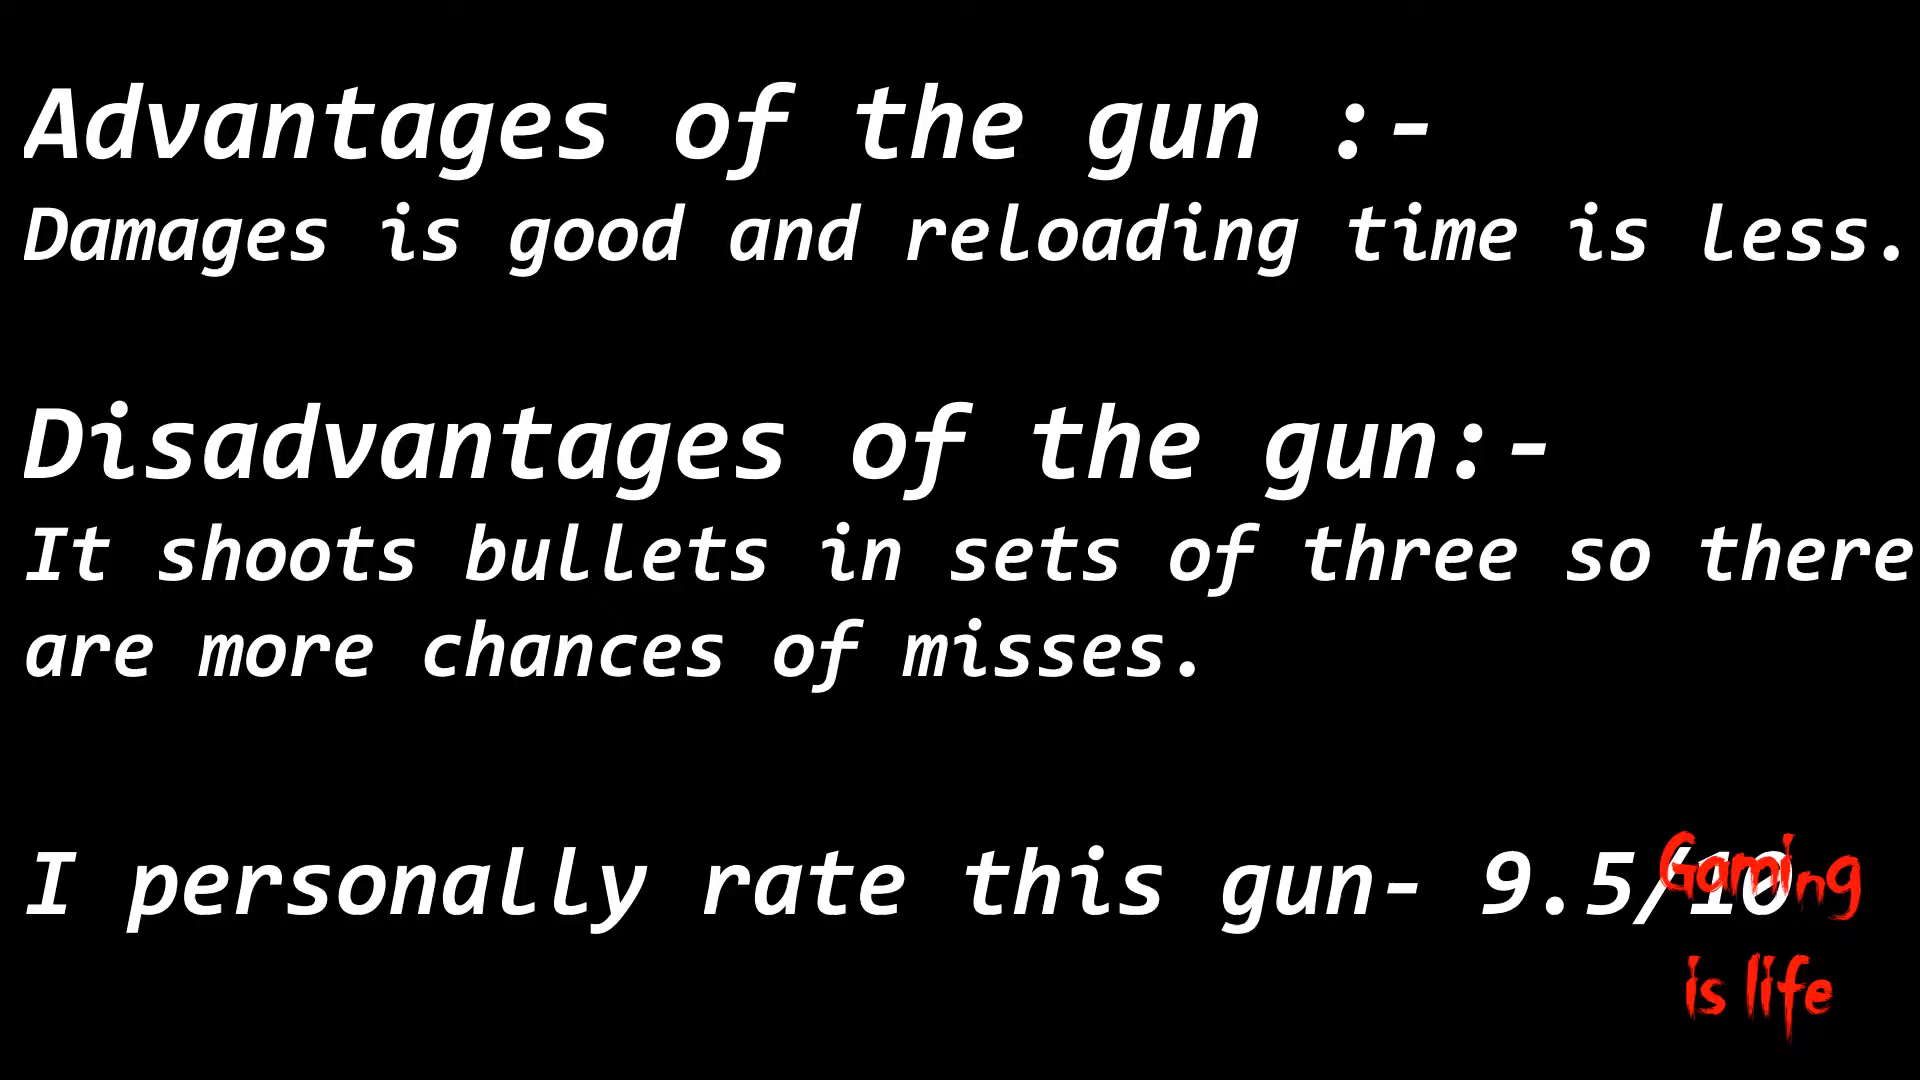 Advantages of the gun :-
Damages is good and reloading time is less.
Disadvantages of the gun:-
It shoots bullets in sets of three so there
are more chances of misses.
I personally rate this gun- 9.5/10
Gaming
is life